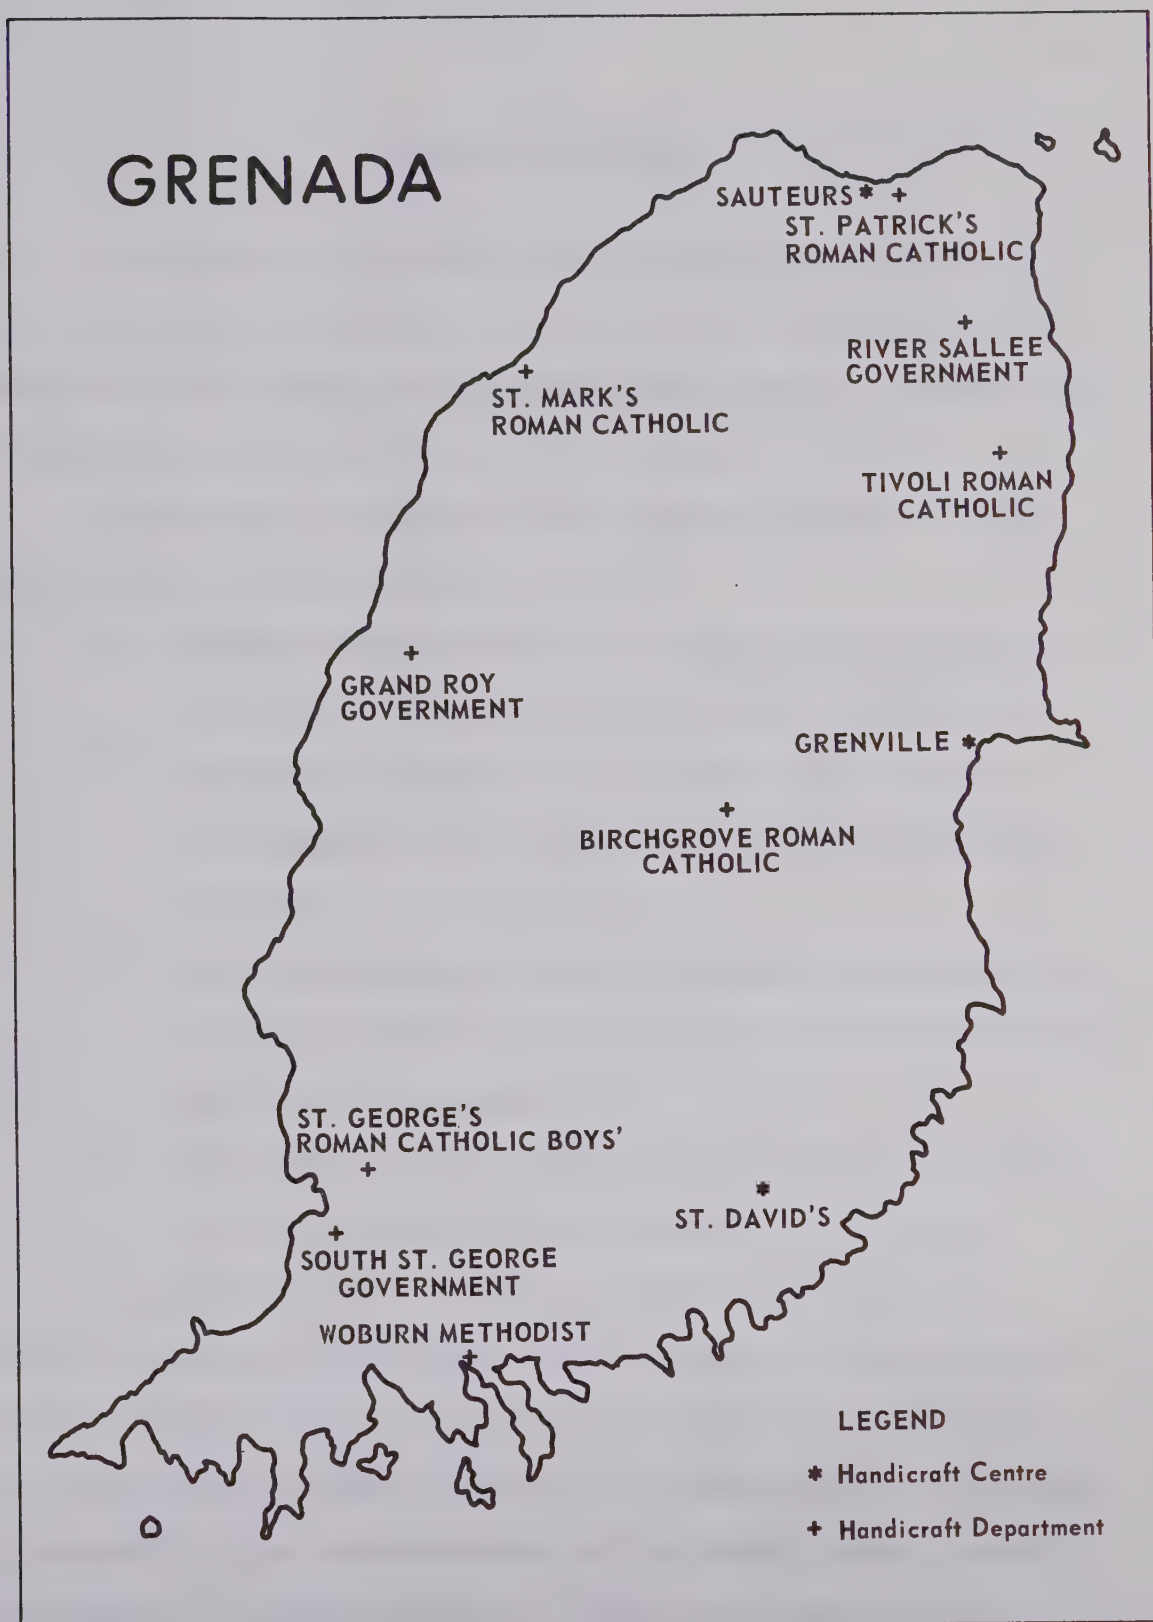 GRENADA
SAUTEURS * +
ST. PATRICK'S
ROMAN CATHOLIC
+
RIVER SALLEE
GOVERNMENT
+
ST. MARK'S
ROMAN CATHOLIC
+
TIVOLI ROMAN
CATHOLIC
+
GRAND ROY
GOVERNMENT
GRENVILLE *
+
BIRCHGROVE ROMAN
CATHOLIC
ST. GEORGE'S
ROMAN CATHOLIC BOYS'
+
*
ST. DAVID'S
+
SOUTH ST. GEORGE
GOVERNMENT
WOBURN METHODIST
+
LEGEND
* Handicraft Centre
+ Handicraft Department